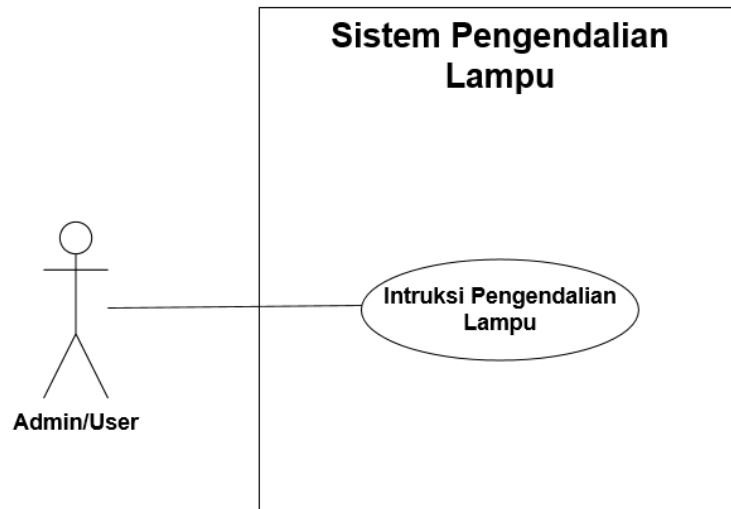 Sistem Pengendalian
Lampu
Intruksi Pengendalian
Lampu
Admin/User